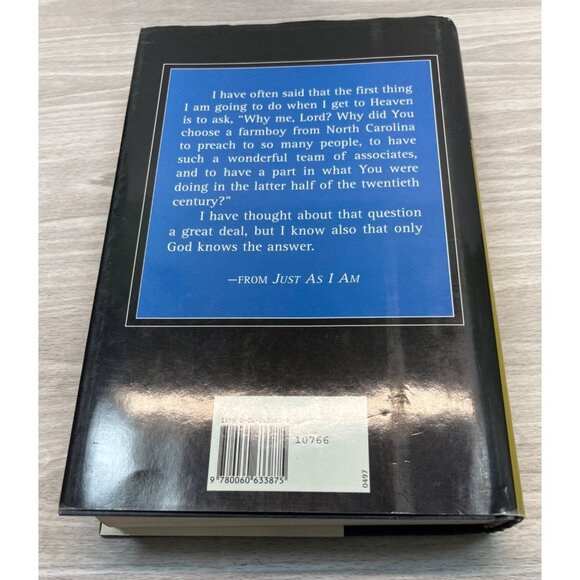 I have often said that the first thing
I am going to do when I get to Heaven
is to ask, “Why me, Lord? Why did You
choose a farmboy from North Carolina
to preach to so many people, to have
such a wonderful team of associates,
and to have a part in what You were
doing in the latter half of the twentieth
century?”
I have thought about that question
a great deal, but I know also that only
God knows the answer.
—FROM JUST AS I AM
10766
9 780060 633875
0497